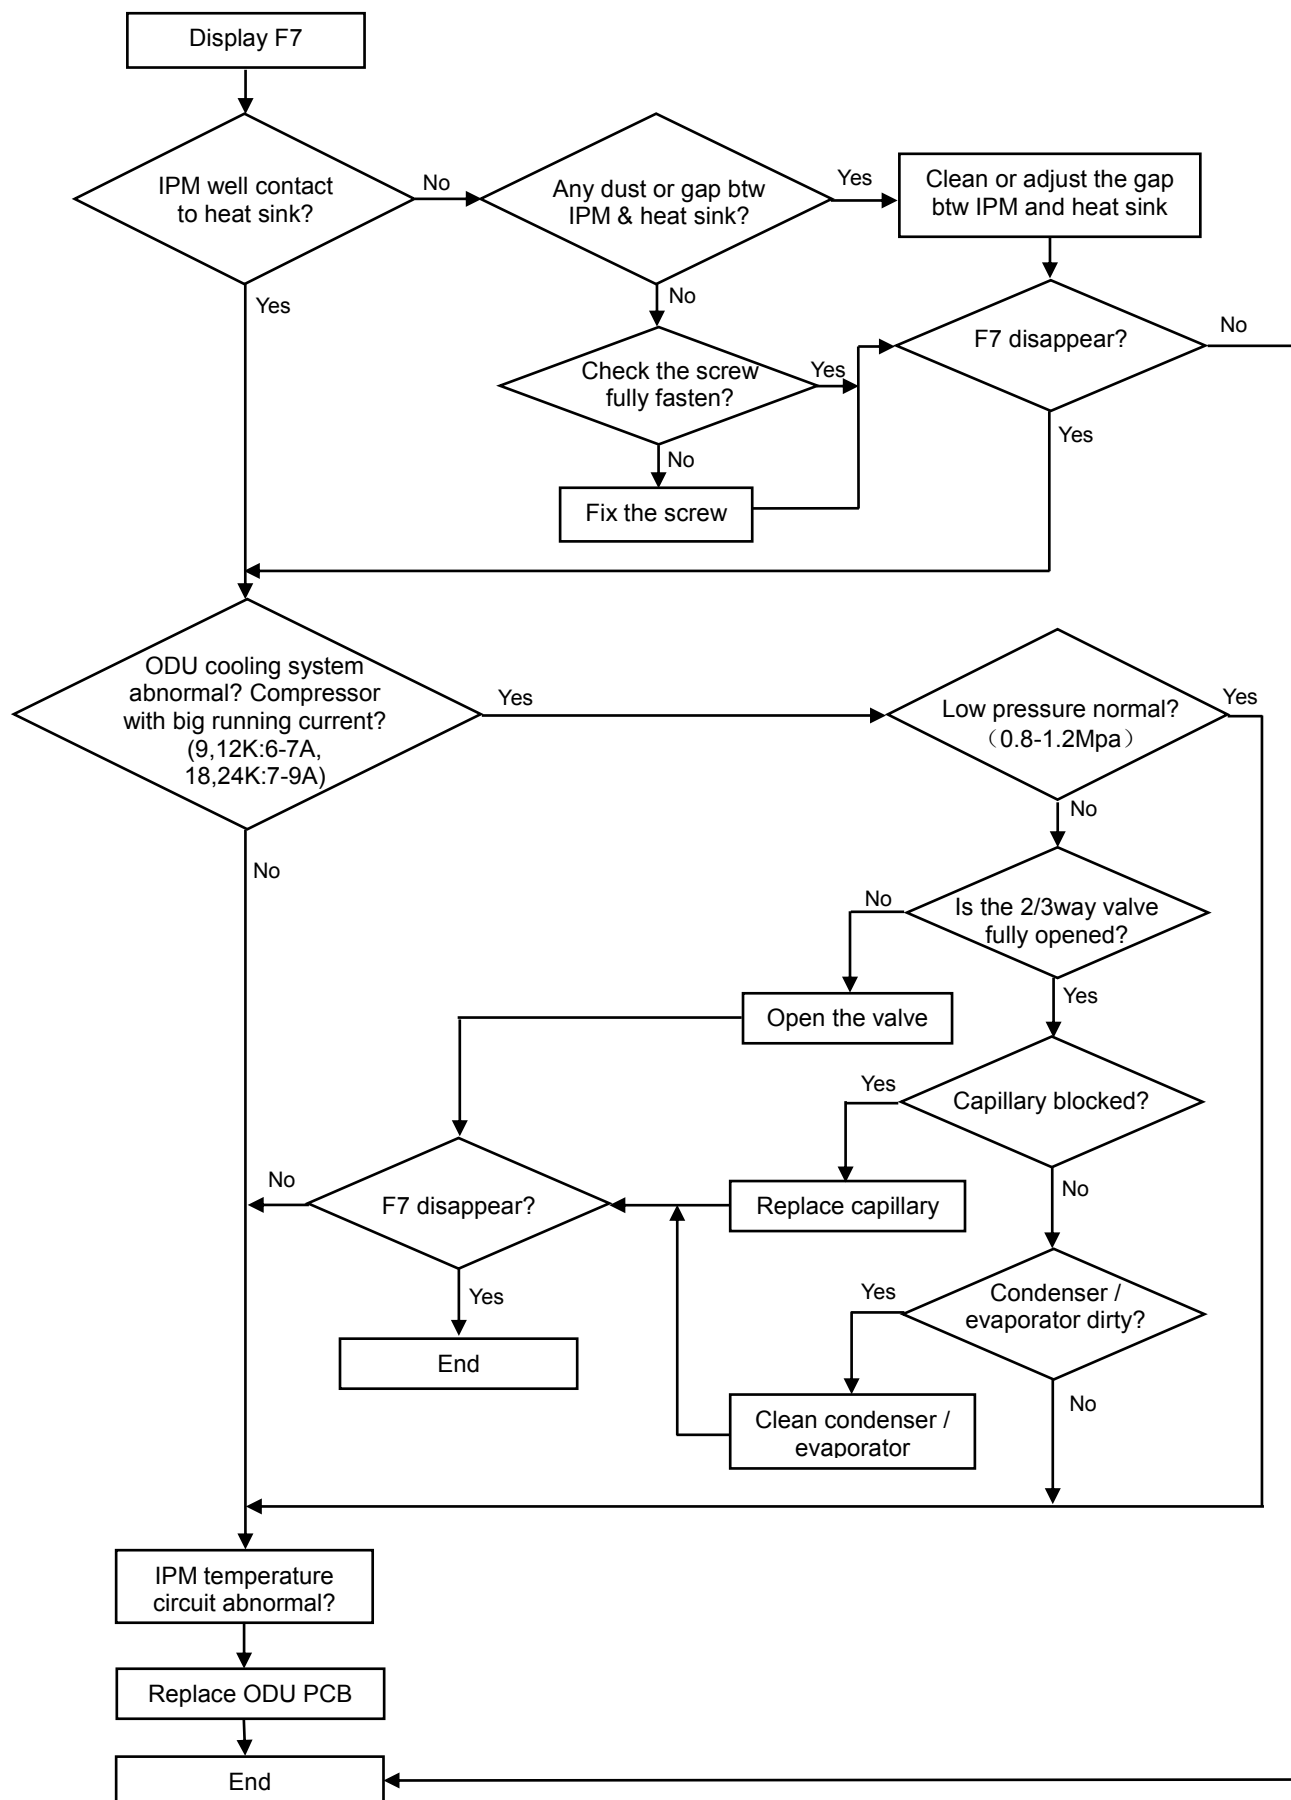 Display F7
IPM well contact
to heat sink?
No
Any dust or gap btw
IPM & heat sink?
Yes
Clean or adjust the gap
btw IPM and heat sink
Yes
No
F7 disappear?
No
Check the screw
fully fasten?
Yes
Yes
No
Fix the screw
ODU cooling system
abnormal? Compressor
with big running current?
(9,12K:6-7A,
18,24K:7-9A)
Yes
Low pressure normal?
（0.8-1.2Mpa）
Yes
No
No
Is the 2/3way valve
fully opened?
No
Yes
Open the valve
Capillary blocked?
Yes
No
Replace capillary
F7 disappear?
No
Yes
End
Condenser /
evaporator dirty?
Yes
No
Clean condenser /
evaporator
IPM temperature
circuit abnormal?
Replace ODU PCB
End